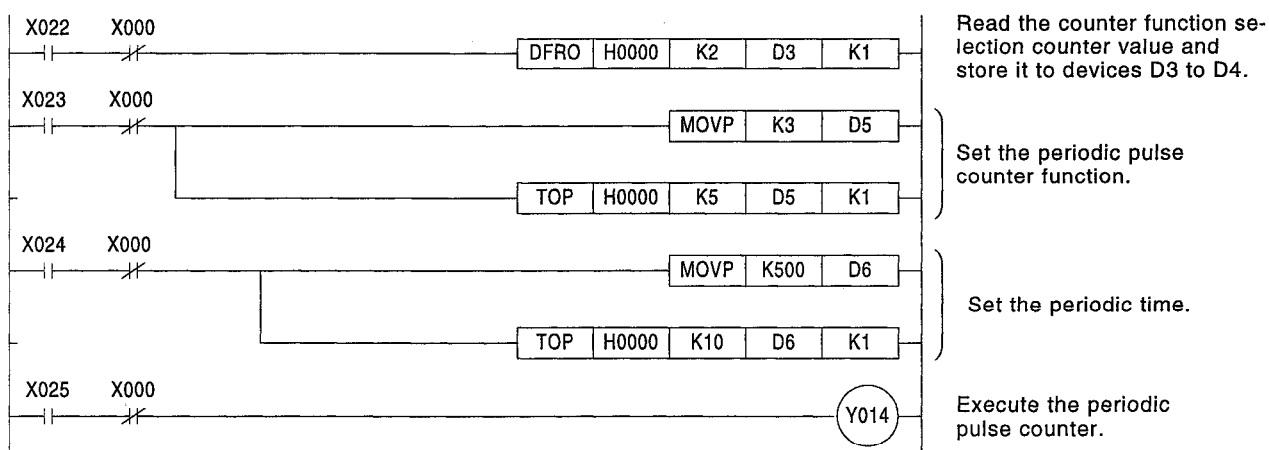 X022 X000
DFRO H0000 K2 D3 K1
Read the counter function se-
lection counter value and
store it to devices D3 to D4.
X023 X000
MOVP K3 D5
Set the periodic pulse
counter function.
TOP H0000 K5 D5 K1
X024 X000
MOVP K500 D6
Set the periodic time.
TOP H0000 K10 D6 K1
X025 X000
Y014
Execute the periodic
pulse counter.